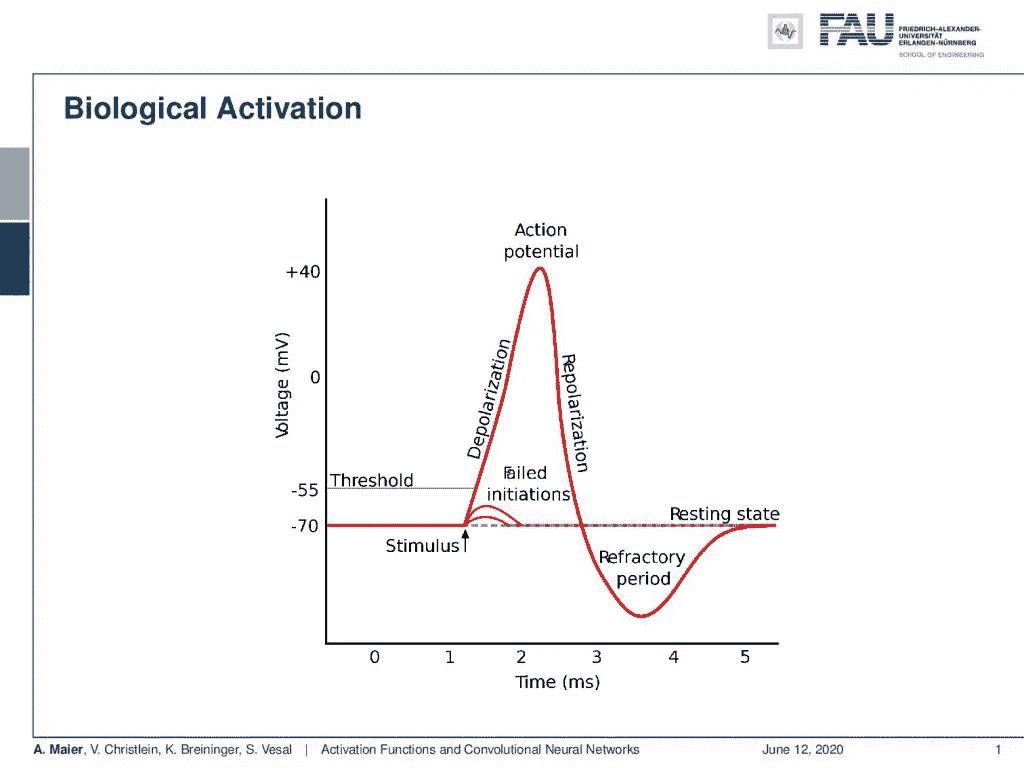 FAU
FRIEDRICH-ALEXANDER-
UNIVERSITÄT
ERLANGEN-NÜRNBERG
SCHOOL OF ENGINEERING
Biological Activation
Action
potential
+40
Voltage (mV)
0
Depolarization
Repolarization
Threshold
Failed
initiations
-55
-70
Resting state
Stimulus
Refractory
period
0 1 2 3 4 5
Time (ms)
A. Maier, V. Christlein, K. Breininger, S. Vesal | Activation Functions and Convolutional Neural Networks June 12, 2020 1